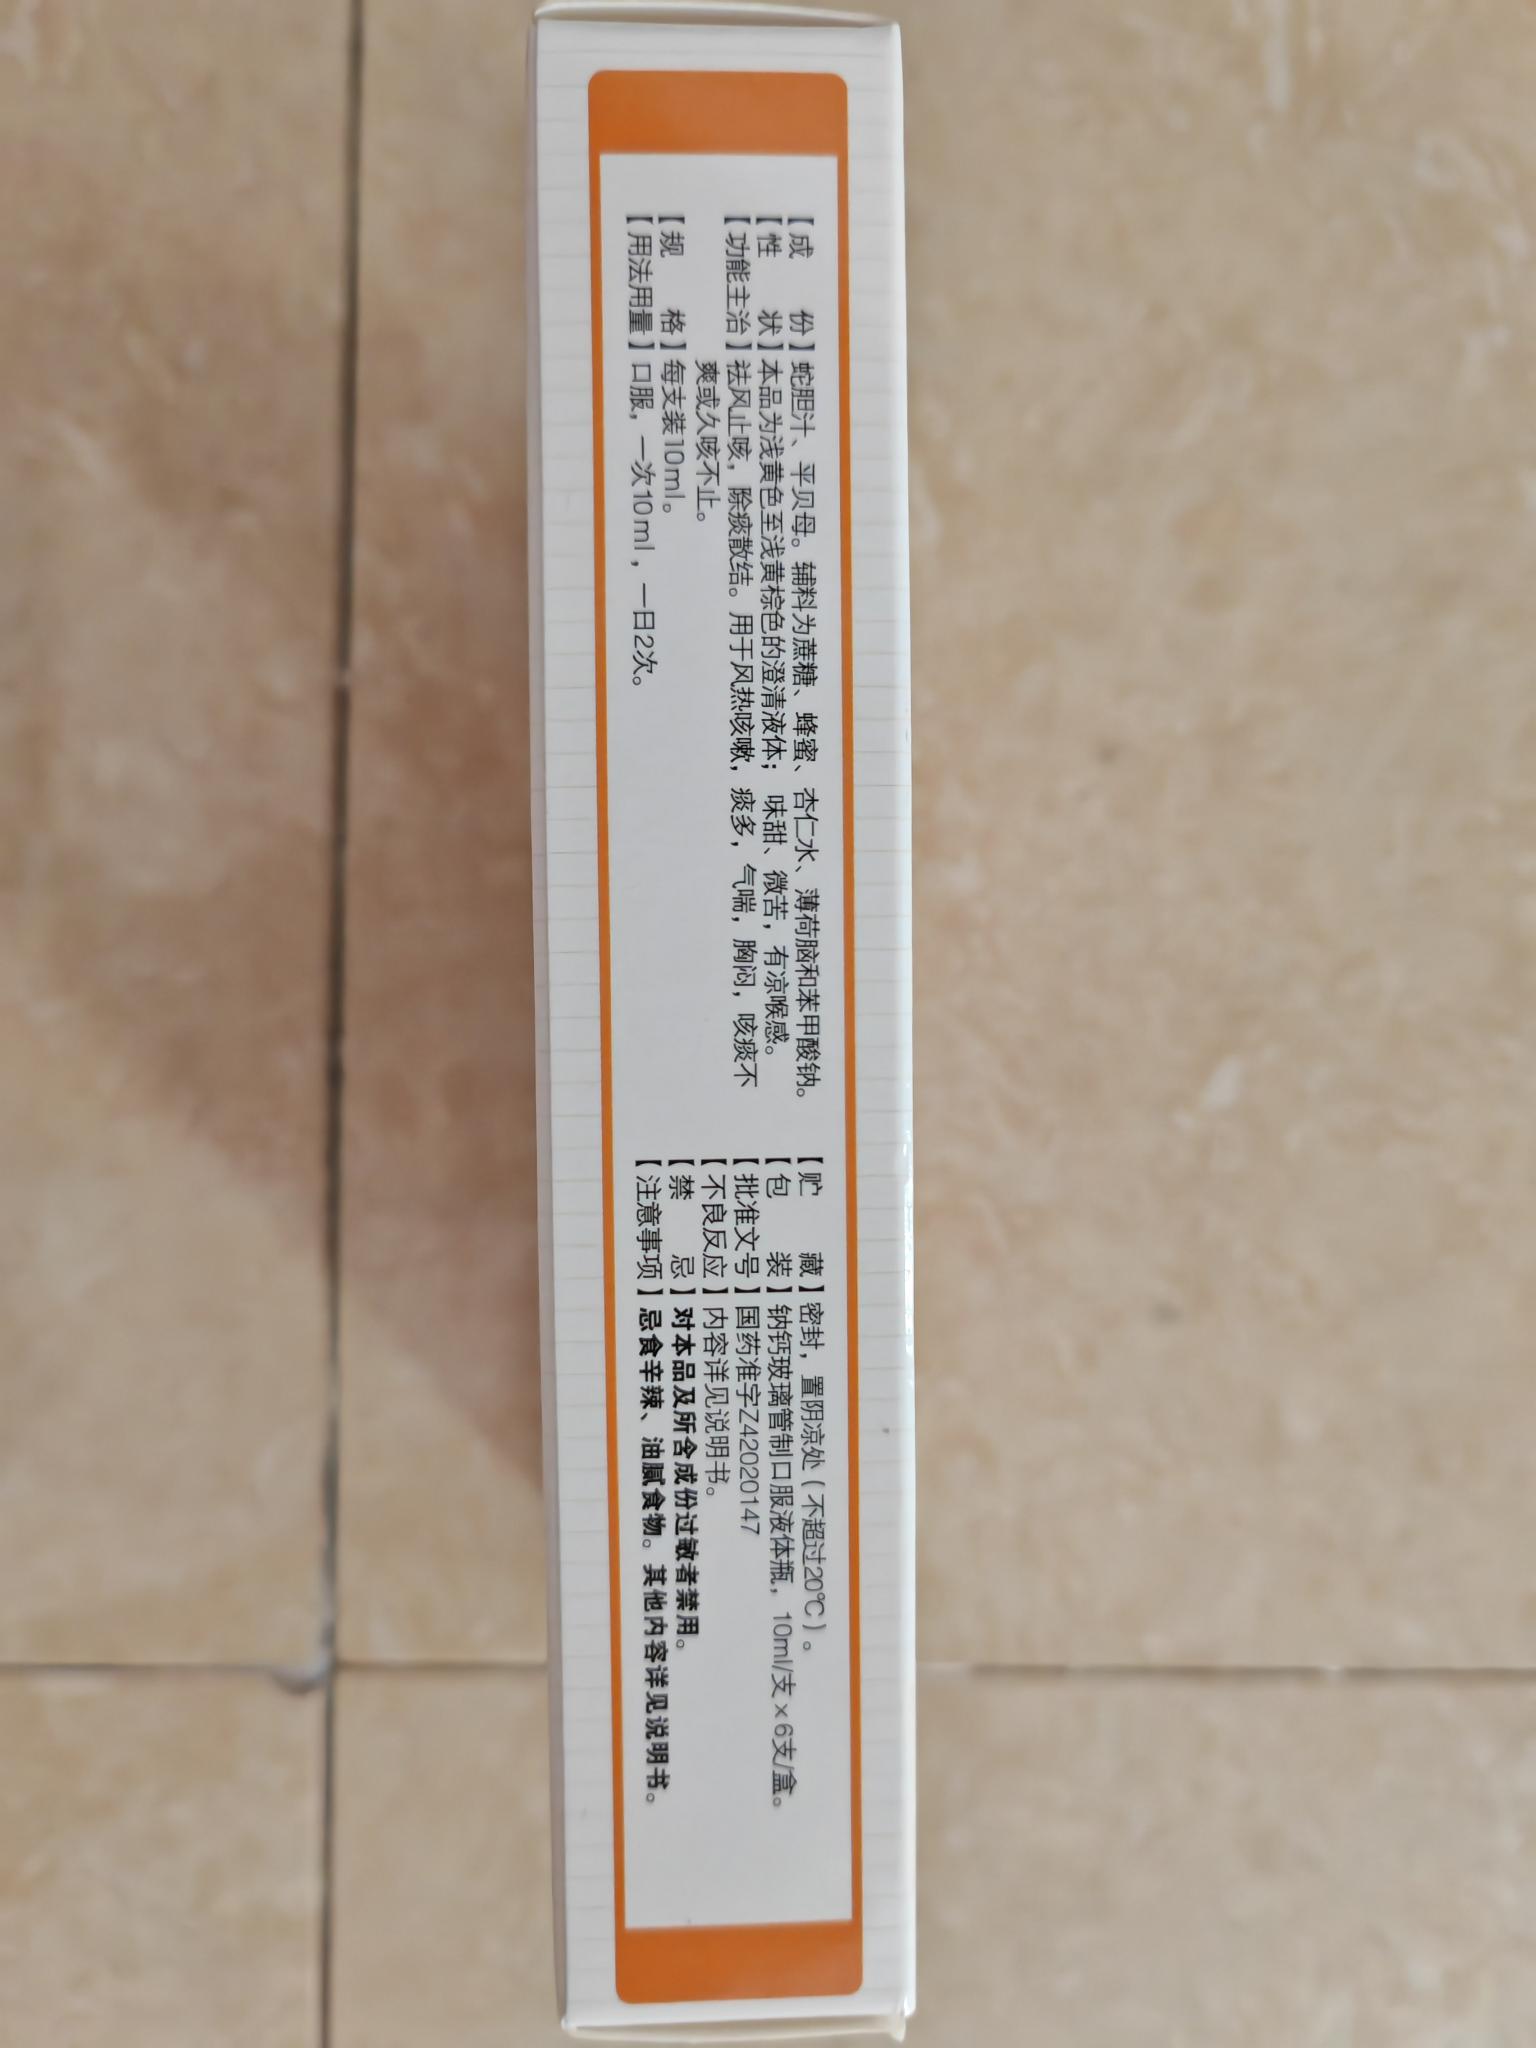 【成份】蛇胆汁、平贝母。辅料为蔗糖、蜂蜜、杏仁水、薄荷脑和苯甲酸钠。
【性状】本品为浅黄色至浅黄棕色的澄清液体；味甜、微苦，有凉喉感。
【功能主治】祛风止咳，除痰散结。用于风热咳嗽，痰多，气喘，胸闷，咳痰不
爽或久咳不止。
【规格】每支装10ml。
【用法用量】口服，一次10ml，一日2次。
【贮藏】密封，置阴凉处（不超过20℃）。
【包装】钠钙玻璃管制口服液体瓶，10ml/支×6支/盒。
【批准文号】国药准字Z42020147
【不良反应】内容详见说明书。
【禁忌】对本品及所含成份过敏者禁用。
【注意事项】忌食辛辣、油腻食物。其他内容详见说明书。